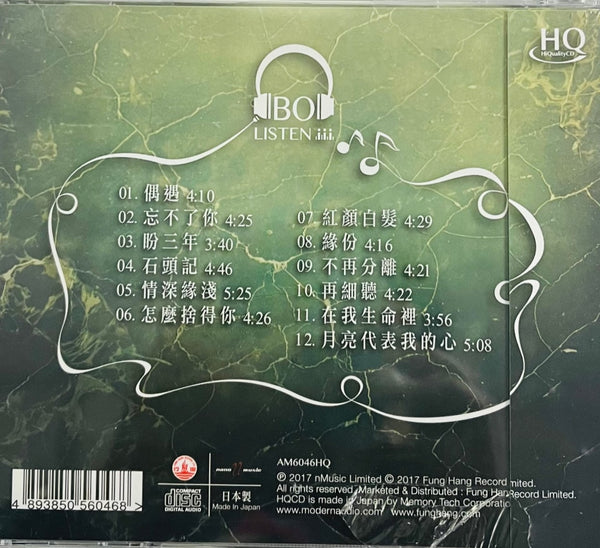 HQ
HiQualityCD
BO
LISTEN
01. 偶遇 4:10
02. 忘不了你 4:25
03. 盼三年 3:40
04. 石頭記 4:46
05. 情深緣淺 5:25
06. 怎麼捨得你 4:26
07. 紅顏白髮 4:29
08. 緣份 4:16
09. 不再分離 4:21
10. 再細聽 4:22
11. 在我生命裡 3:56
12. 月亮代表我的心 5:08
4 893850 560468
COMPACT
disc
DIGITAL AUDIO
nano music
日本製
Made In Japan
AM6046HQ
℗ 2017 nMusic Limited © 2017 Fung Hang Record Limited.
All rights reserved. Marketed & Distributed : Fung Hang Record Limited.
HQCD is made in Japan by Memory Tech Corporatio
www.modernaudio.com www.funghang.com